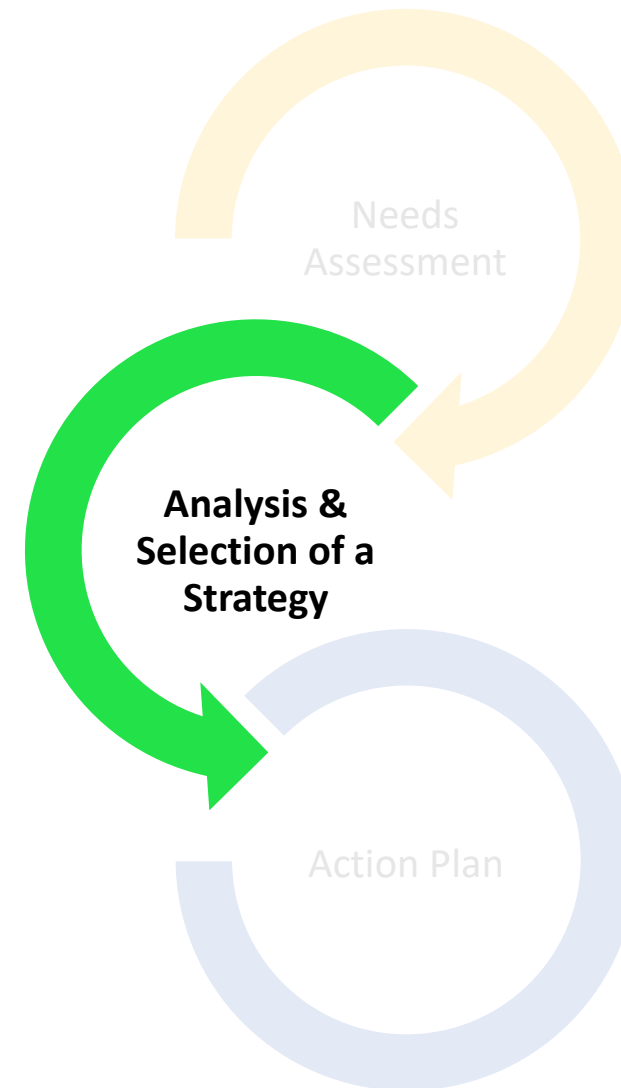 Needs
Assessment
Analysis &
Selection of a
Strategy
Action Plan